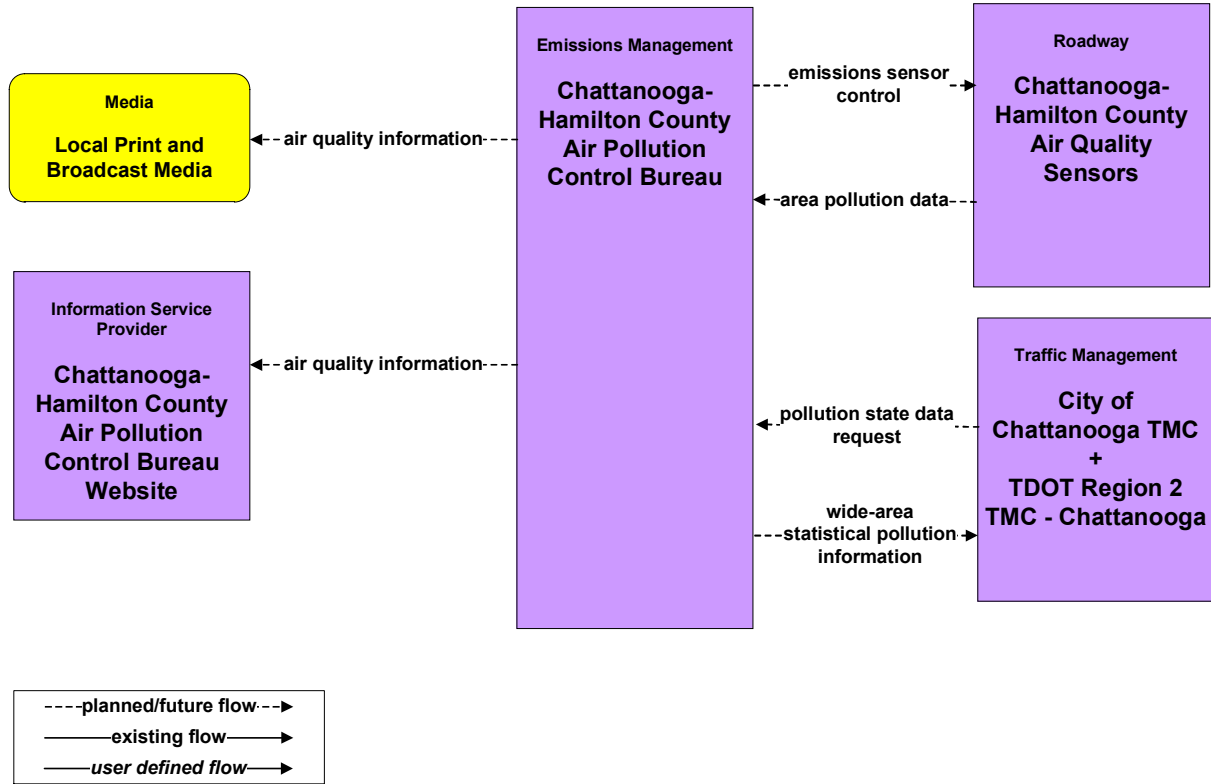 Media
Local Print and
Broadcast Media
air quality information
Information Service
Provider
Chattanooga-
Hamilton County
Air Pollution
Control Bureau
Website
air quality information
Emissions Management
Chattanooga-
Hamilton County
Air Pollution
Control Bureau
emissions sensor
control
area pollution data
Roadway
Chattanooga-
Hamilton County
Air Quality
Sensors
pollution state data
request
wide-area
statistical pollution
information
Traffic Management
City of
Chattanooga TMC
+
TDOT Region 2
TMC - Chattanooga
planned/future flow
existing flow
user defined flow